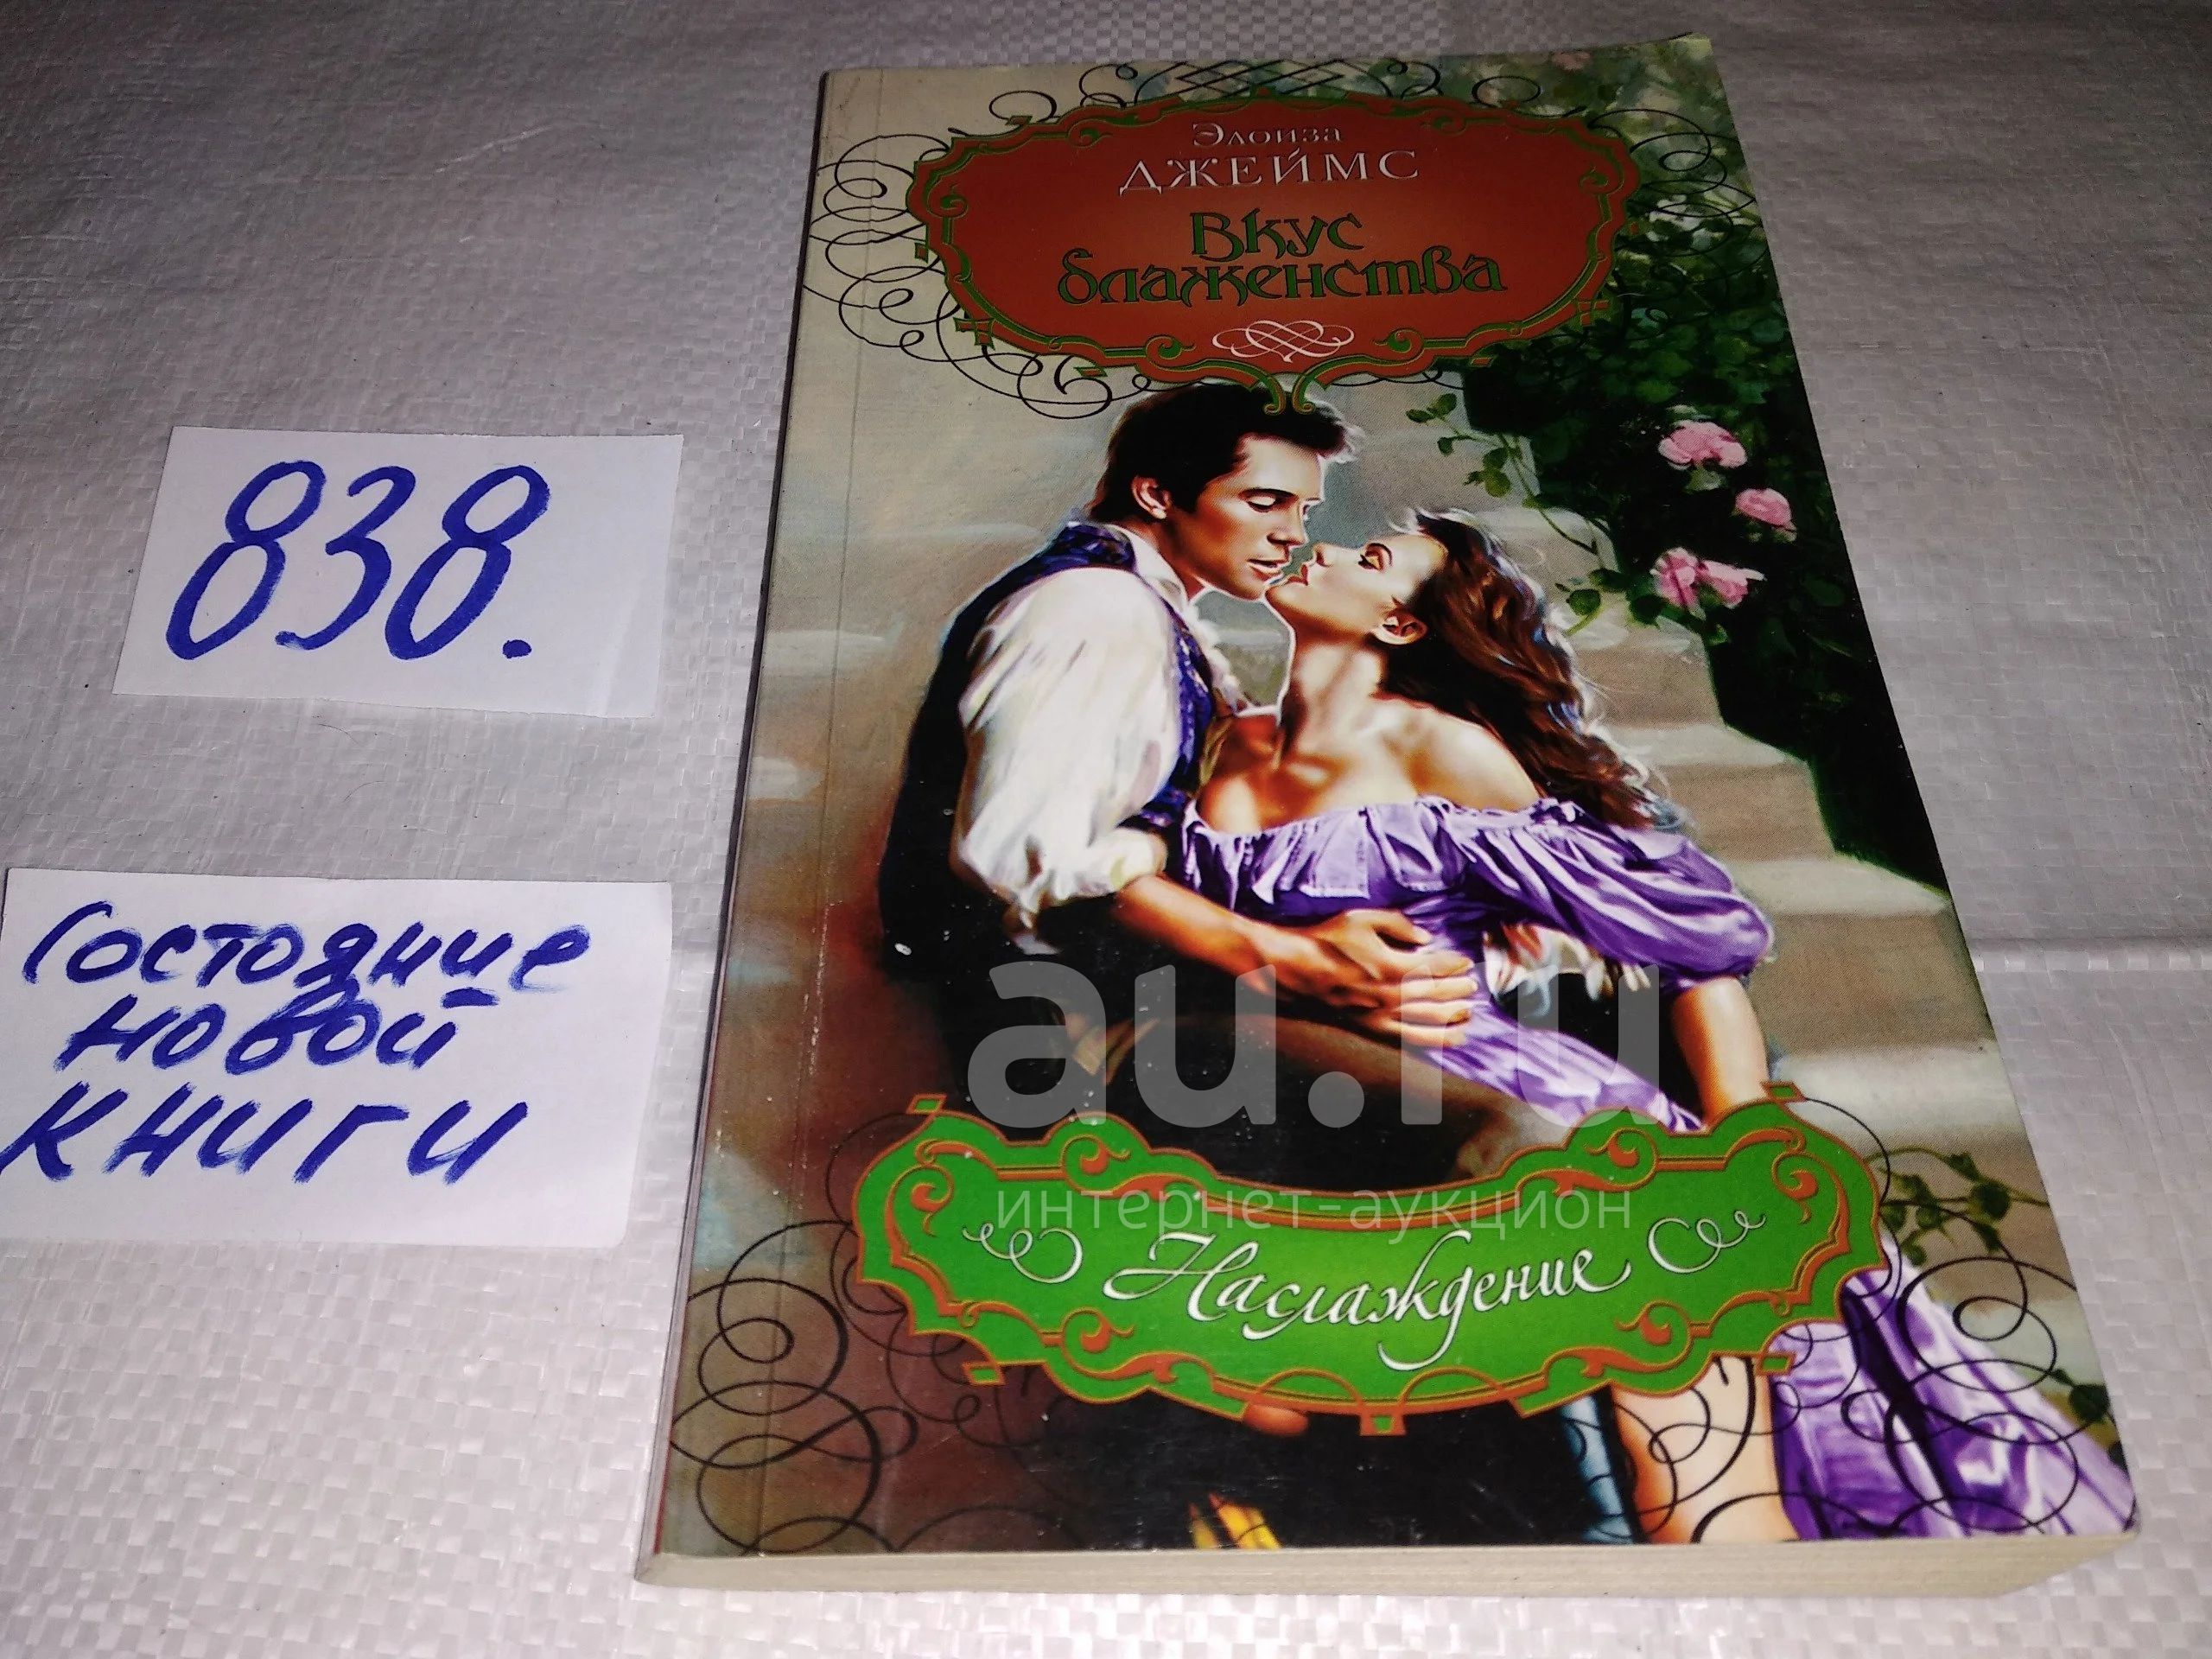 Элоиза
ДЖЕЙМС
Вкус
блаженства
838.
Состояние
новой
книги
au.ru
интернет-аукцион
Наслаждение